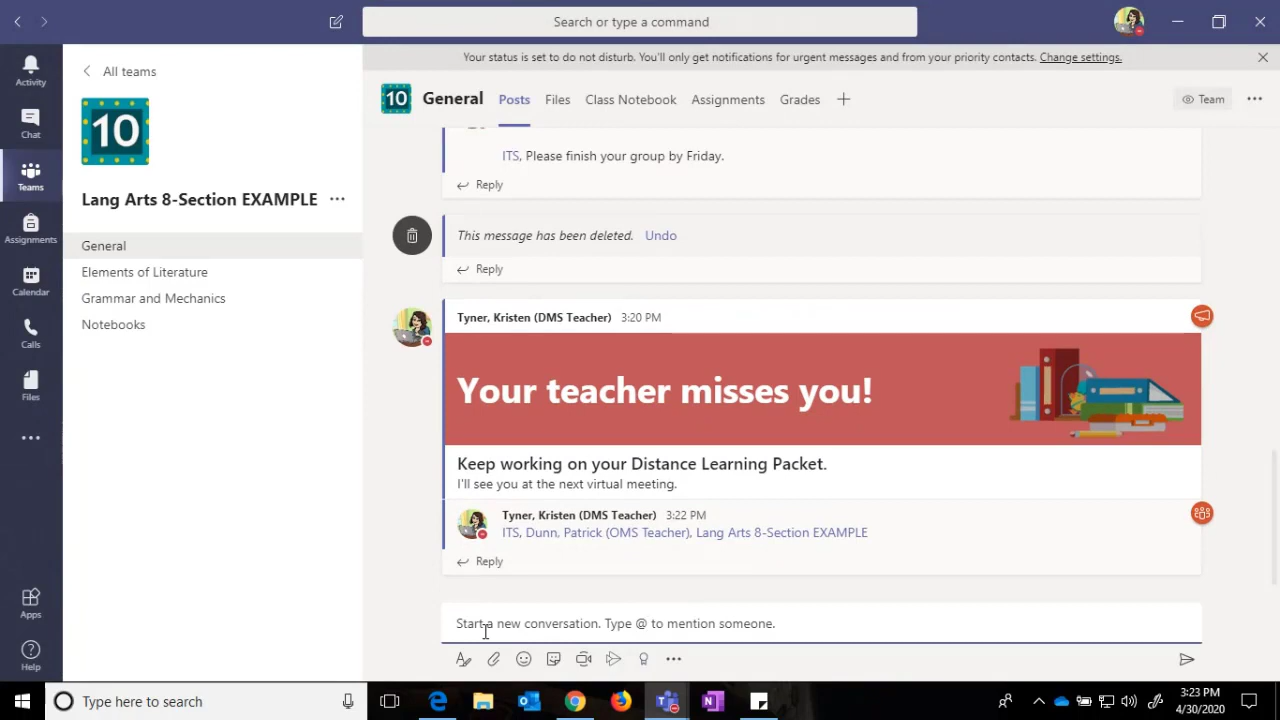 Search or type a command
Your status is set to do not disturb. You'll only get notifications for urgent messages and from your priority contacts. Change settings.
Activity
Chat
Teams
Assignments
Calendar
Calls
Files
Apps
Help
All teams
10
Lang Arts 8-Section EXAMPLE
General
Elements of Literature
Grammar and Mechanics
Notebooks
10 General Posts Files Class Notebook Assignments Grades Team
ITS, Please finish your group by Friday.
Reply
This message has been deleted. Undo
Reply
Tyner, Kristen (DMS Teacher) 3:20 PM
Your teacher misses you!
Keep working on your Distance Learning Packet.
I'll see you at the next virtual meeting.
Tyner, Kristen (DMS Teacher) 3:22 PM
ITS, Dunn, Patrick (OMS Teacher), Lang Arts 8-Section EXAMPLE
Reply
Start a new conversation. Type @ to mention someone.
Type here to search
3:23 PM
4/30/2020